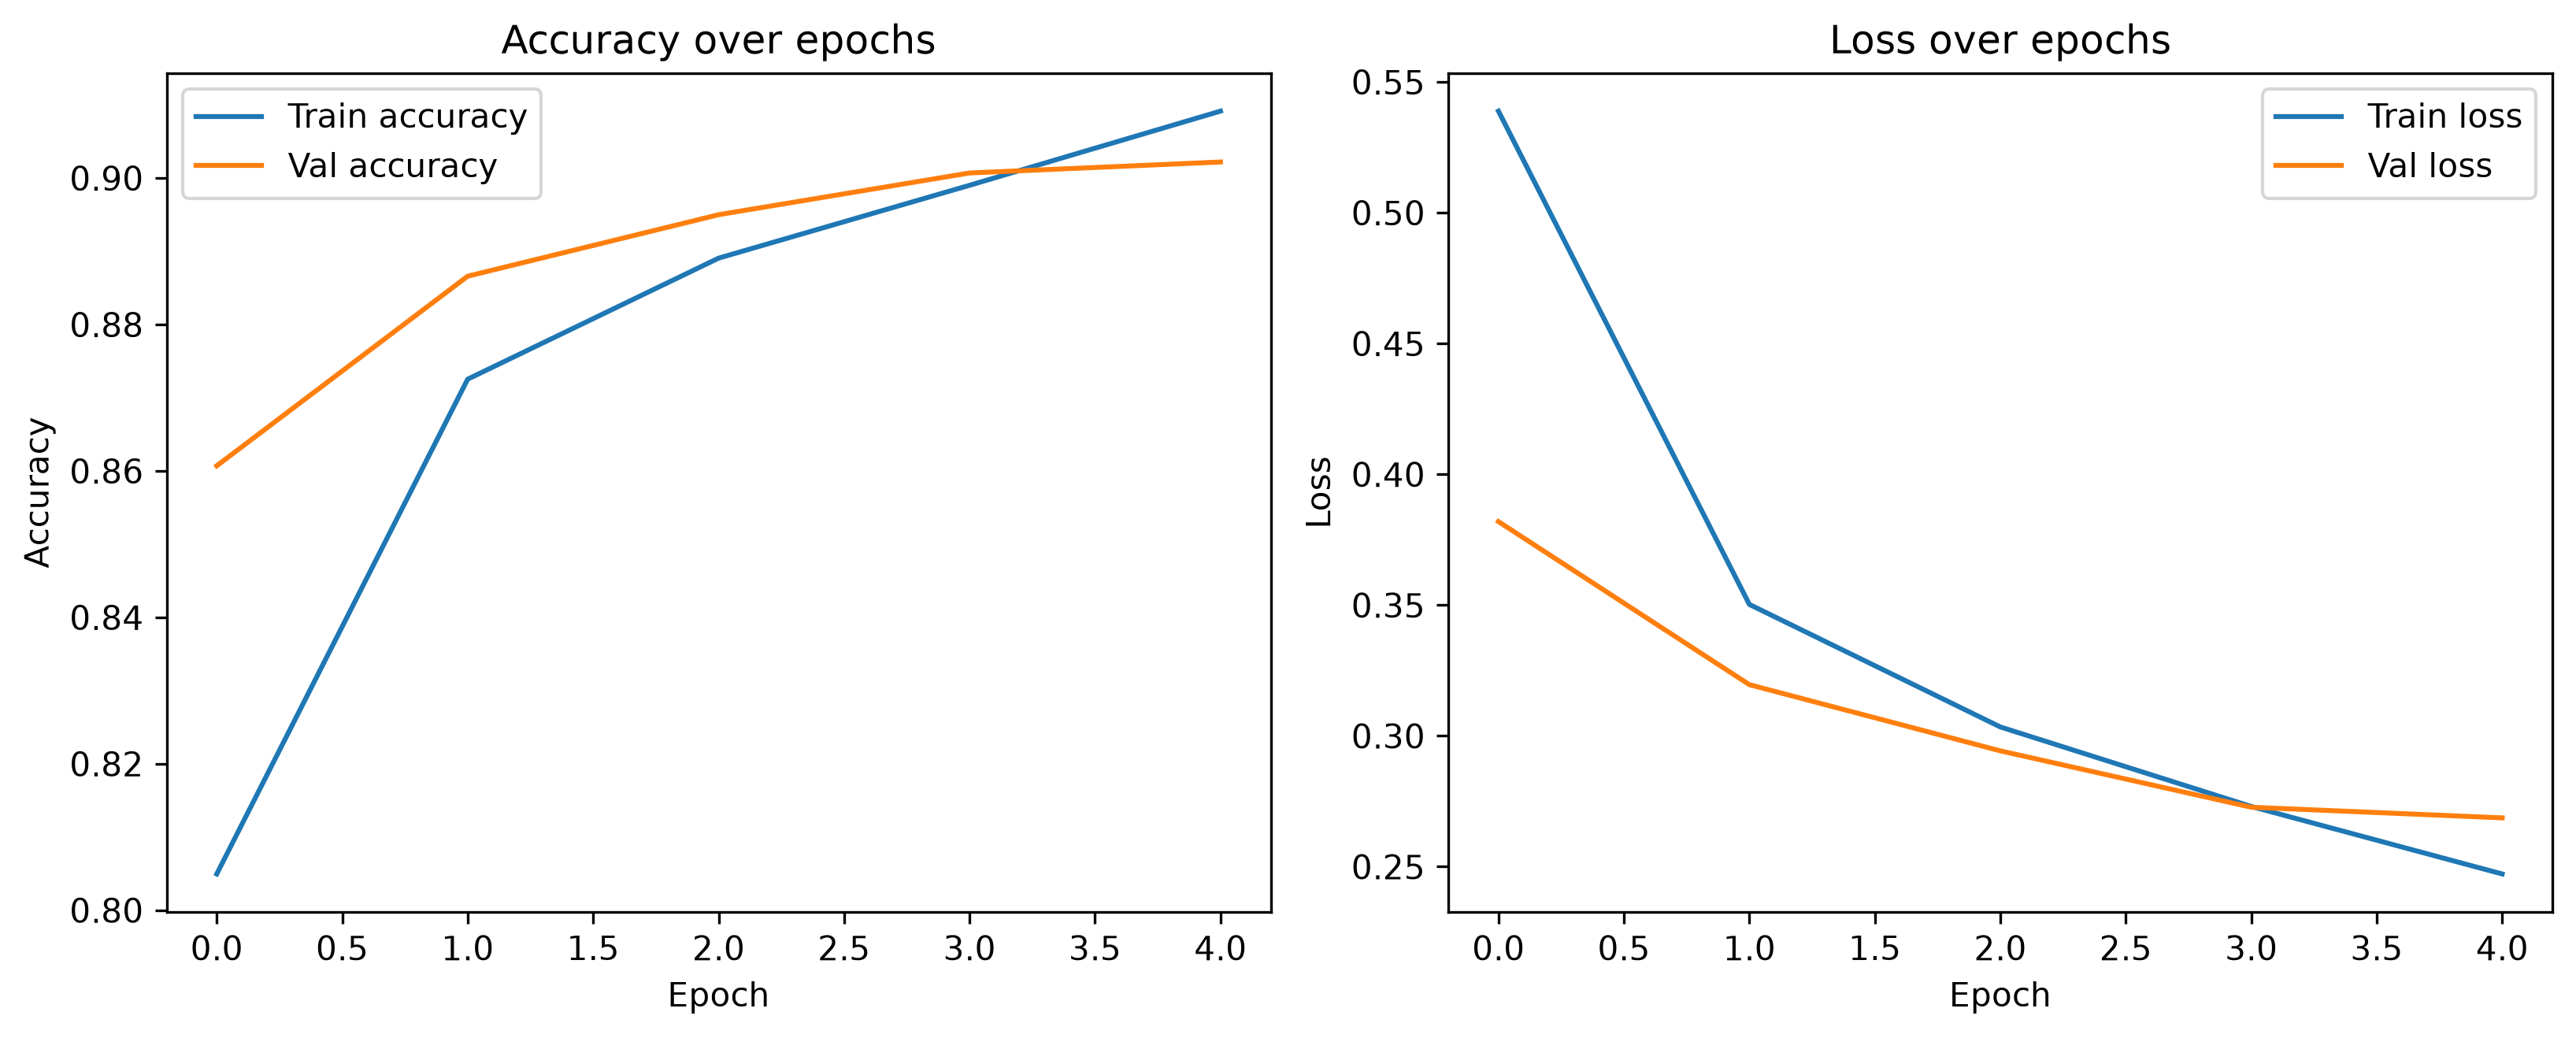 Accuracy over epochs
Train accuracy
Val accuracy
0.90
0.88
0.86
0.84
0.82
0.80
Accuracy
0.0 0.5 1.0 1.5 2.0 2.5 3.0 3.5 4.0
Epoch
Loss over epochs
Train loss
Val loss
0.55
0.50
0.45
0.40
0.35
0.30
0.25
Loss
0.0 0.5 1.0 1.5 2.0 2.5 3.0 3.5 4.0
Epoch